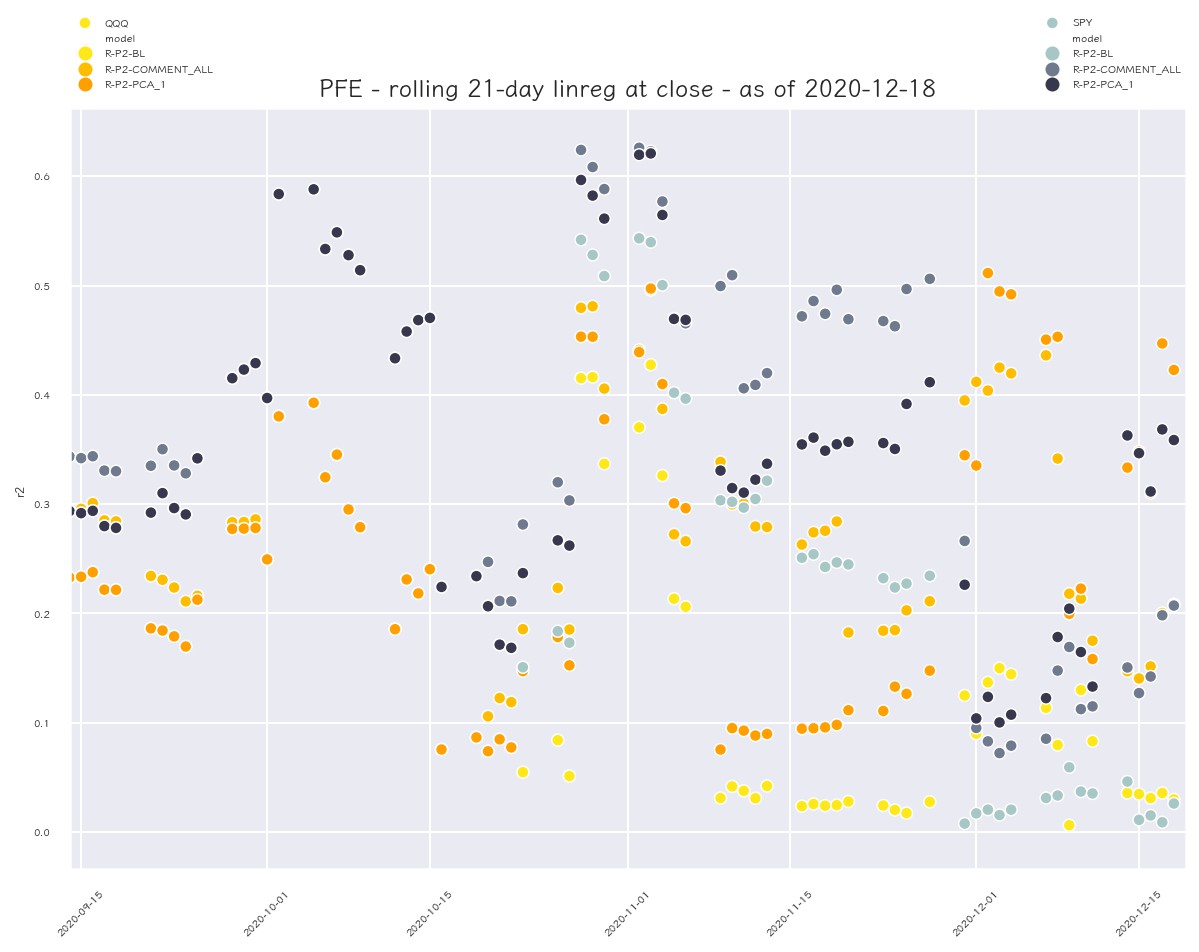 QQQ
model
R-P2-BL
R-P2-COMMENT_ALL
R-P2-PCA_1
SPY
model
R-P2-BL
R-P2-COMMENT_ALL
R-P2-PCA_1
PFE - rolling 21-day linreg at close - as of 2020-12-18
0.6
0.5
0.4
0.3
0.2
0.1
0.0
r2
2020-09-15
2020-10-01
2020-10-15
2020-11-01
2020-11-15
2020-12-01
2020-12-15